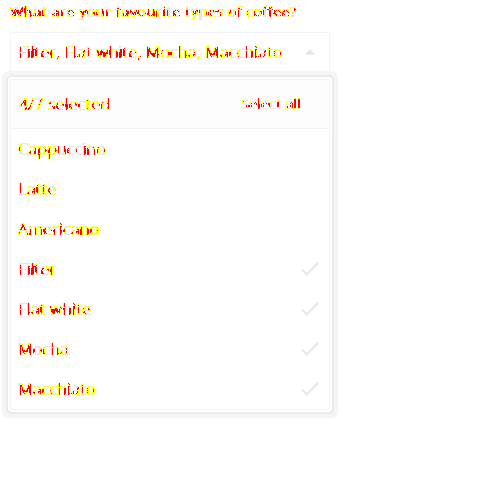 What are your favourite types of coffee?
Filter, Flat white, Mocha, Macchiato
4/7 selected
Select all
Cappuccino
Latte
Americano
Filter
Flat white
Mocha
Macchiato